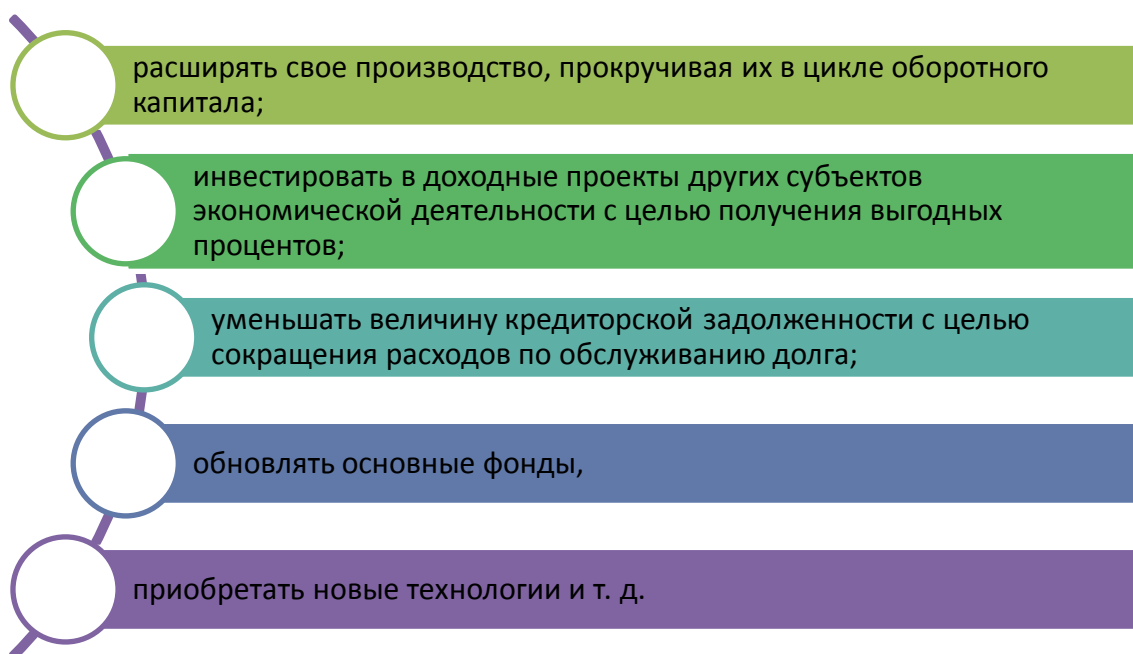 расширять свое производство, прокручивая их в цикле оборотного
капитала;
инвестировать в доходные проекты других субъектов
экономической деятельности с целью получения выгодных
процентов;
уменьшать величину кредиторской задолженности с целью
сокращения расходов по обслуживанию долга;
обновлять основные фонды,
приобретать новые технологии и т. д.